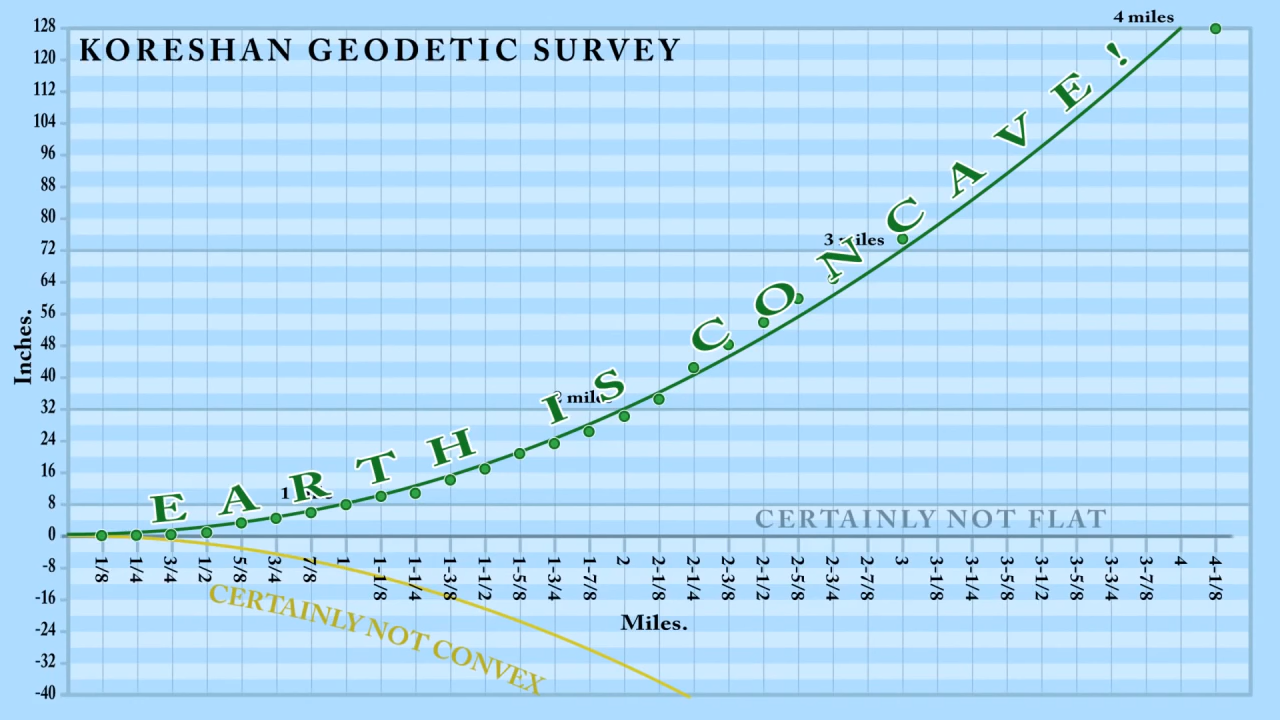 KORESHAN GEODETIC SURVEY
4 miles
128
120
112
104
96
88
80
72
64
56
48
40
32
24
16
8
0
-8
-16
-24
-32
-40
Inches.
EARTH IS CONCAVE!
3 miles
CERTAINLY NOT FLAT
1/8 1/4 3/4 1/2 5/8 3/4 7/8 1 1-1/8 1-1/4 1-3/8 1-1/2 1-5/8 1-3/4 1-7/8 2 2-1/8 2-1/4 2-3/8 2-1/2 2-5/8 2-3/4 2-7/8 3 3-1/8 3-1/4 3-5/8 3-1/2 3-5/8 3-3/4 3-7/8 4 4-1/8
Miles.
CERTAINLY NOT CONVEX